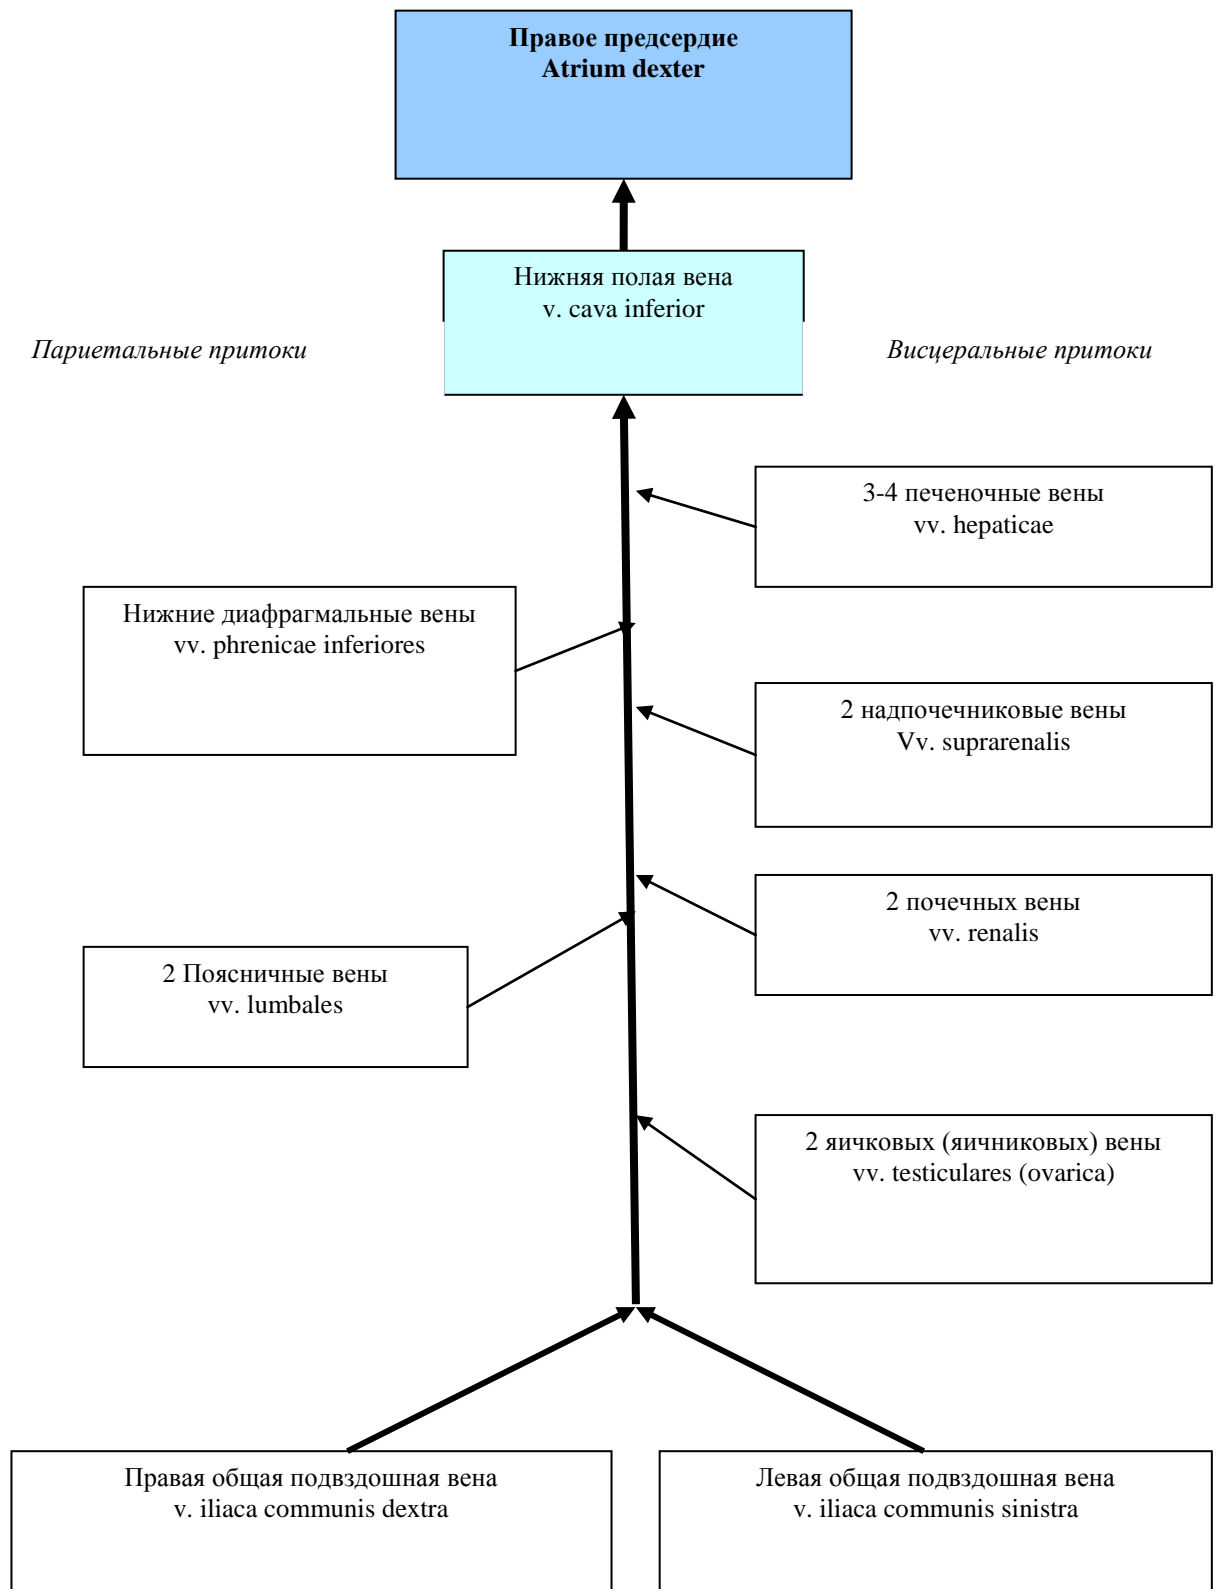 Правое предсердие
Atrium dexter
Нижняя полая вена
v. cava inferior
Париетальные притоки
Висцеральные притоки
3-4 печеночные вены
vv. hepaticae
Нижние диафрагмальные вены
vv. phrenicae inferiores
2 надпочечниковые вены
Vv. suprarenalis
2 почечных вены
vv. renalis
2 Поясничные вены
vv. lumbales
2 яичковых (яичниковых) вены
vv. testiculares (ovarica)
Правая общая подвздошная вена
v. iliaca communis dextra
Левая общая подвздошная вена
v. iliaca communis sinistra